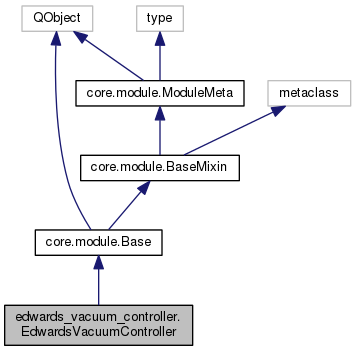 QObject
type
core.module.ModuleMeta
metaclass
core.module.BaseMixin
core.module.Base
edwards_vacuum_controller.
EdwardsVacuumController